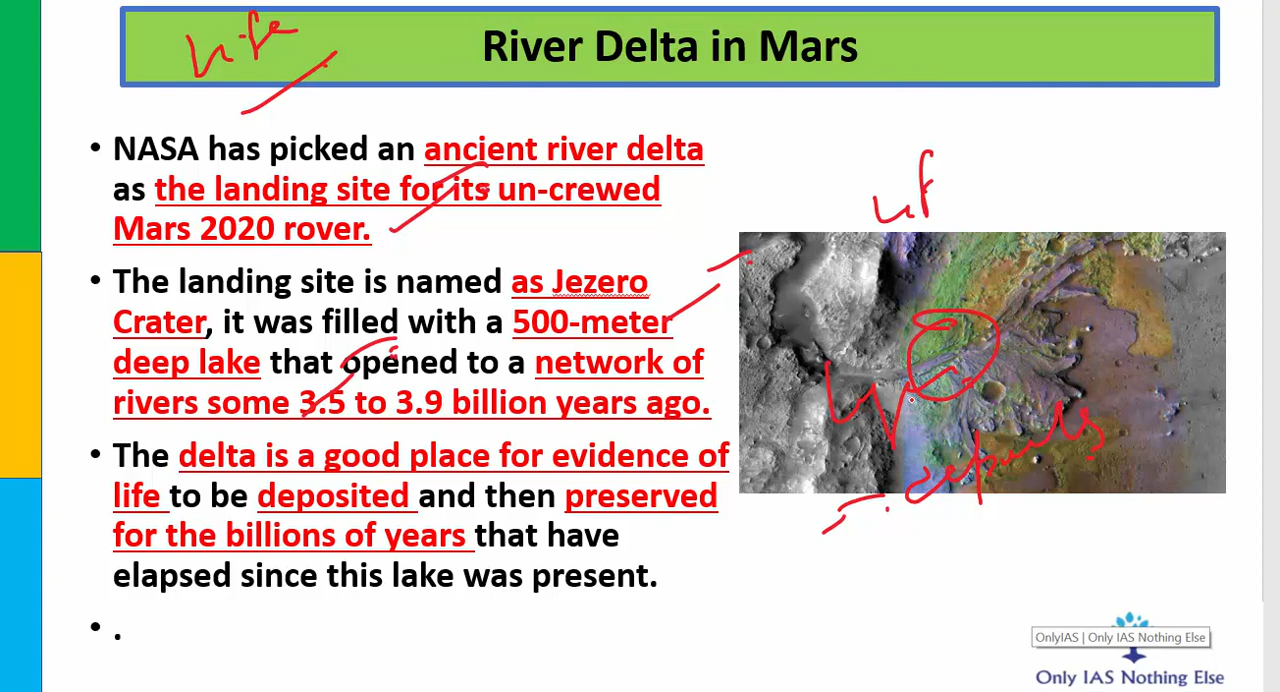 River Delta in Mars
life
• NASA has picked an ancient river delta
as the landing site for its un-crewed
Mars 2020 rover.
• The landing site is named as Jezero
Crater, it was filled with a 500-meter
deep lake that opened to a network of
rivers some 3.5 to 3.9 billion years ago.
• The delta is a good place for evidence of
life to be deposited and then preserved
for the billions of years that have
elapsed since this lake was present.
• .
OnlyIAS | Only IAS Nothing Else
Only IAS Nothing Else